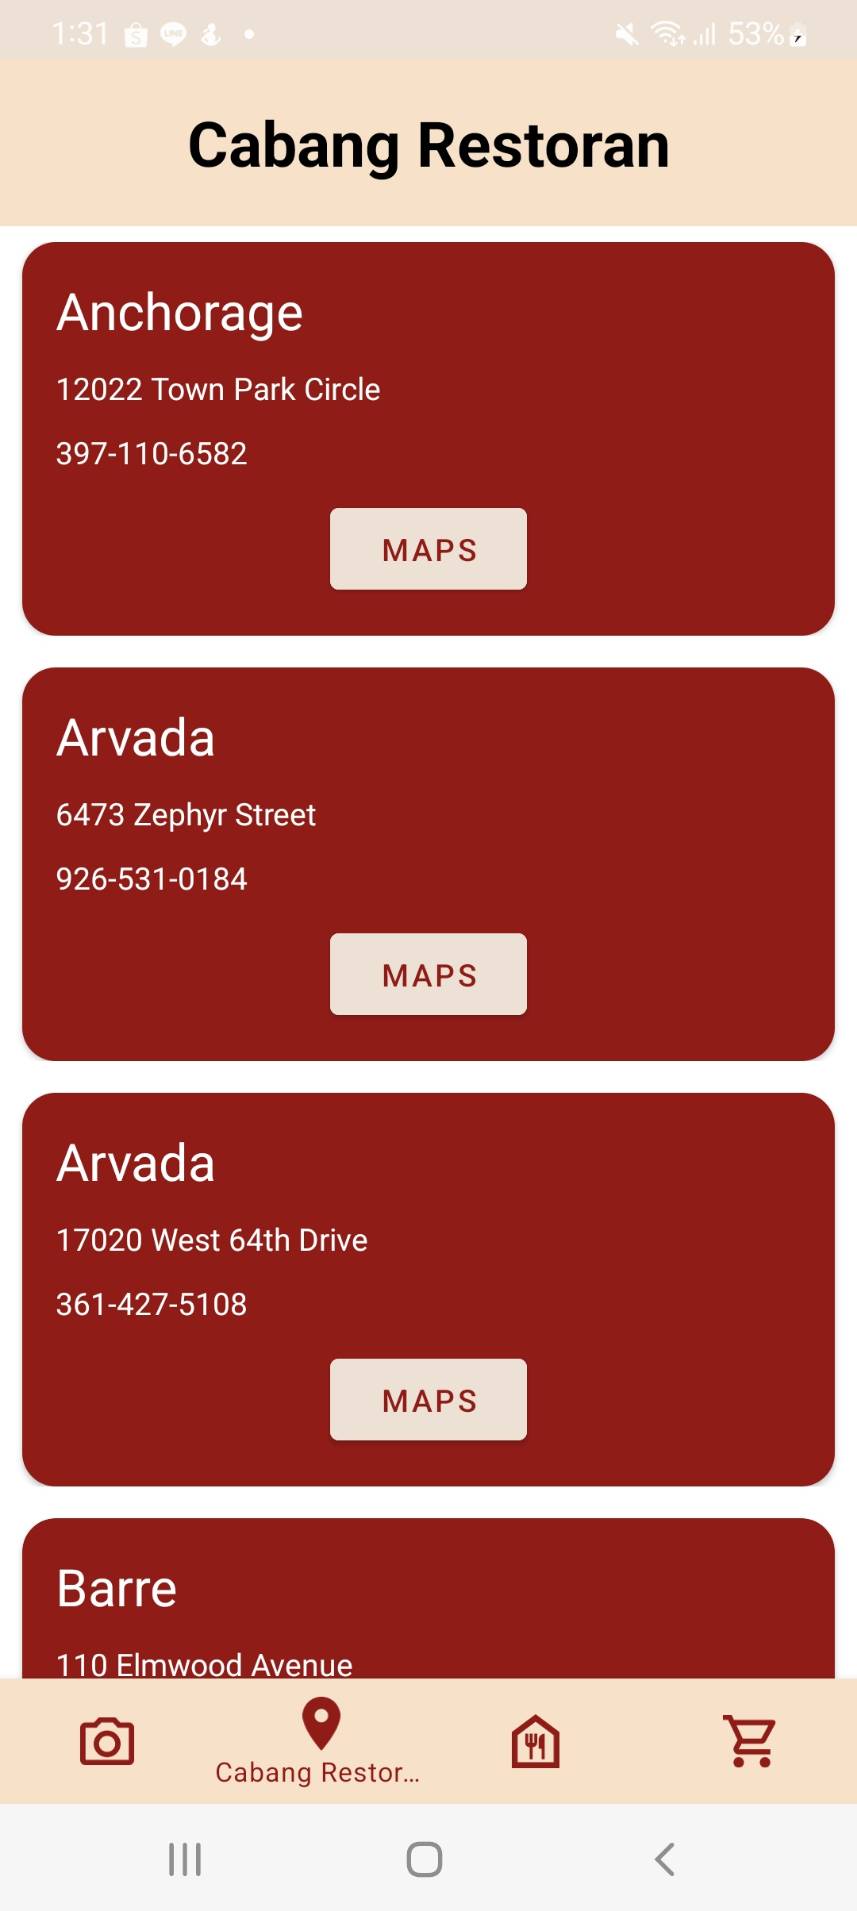 1:31
53%
Cabang Restoran
Anchorage
12022 Town Park Circle
397-110-6582
MAPS
Arvada
6473 Zephyr Street
926-531-0184
MAPS
Arvada
17020 West 64th Drive
361-427-5108
MAPS
Barre
110 Elmwood Avenue
Cabang Restor...